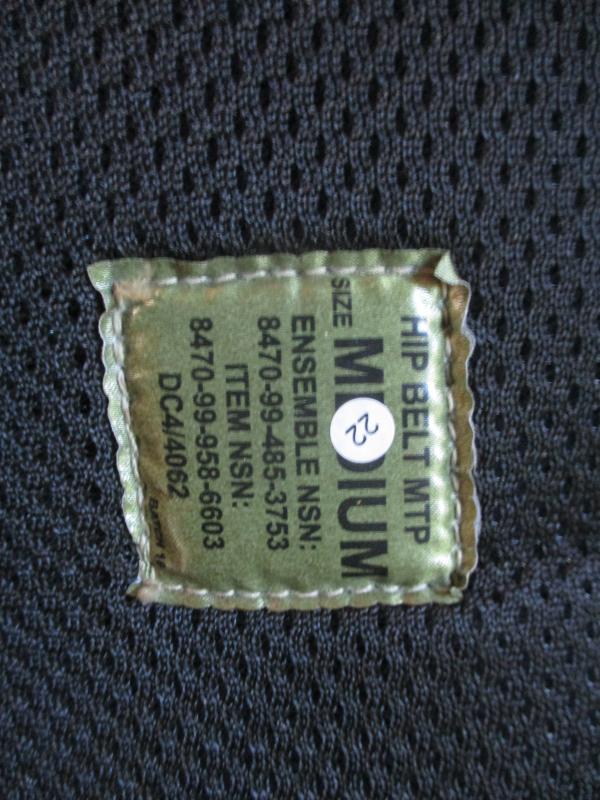 HIP BELT MTP
SIZE MEDIUM
22
ENSEMBLE NSN:
8470-99-485-3753
ITEM NSN:
8470-99-958-6603
DC4/4062